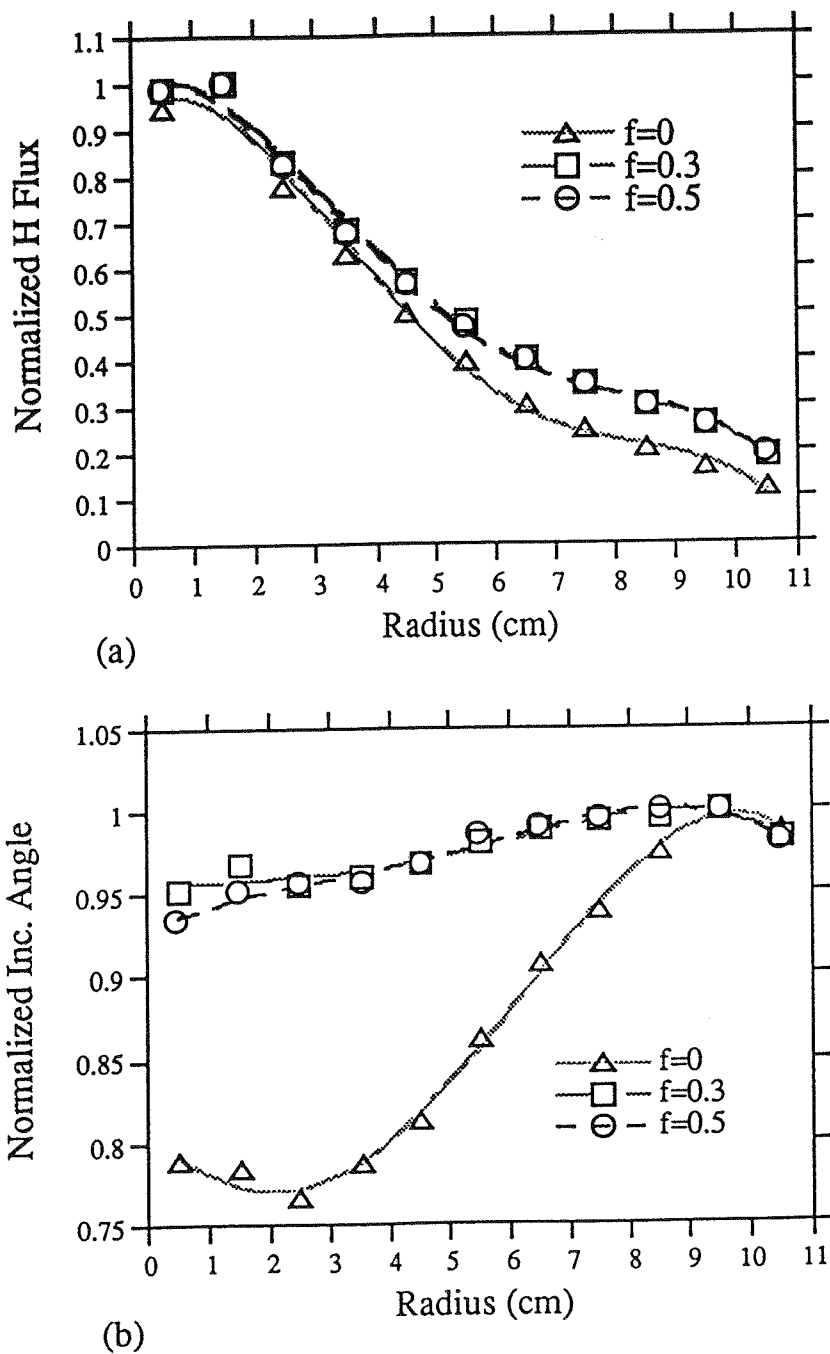 1.1
1
0.9
0.8
0.7
0.6
0.5
0.4
0.3
0.2
0.1
0
Normalized H Flux
f=0
f=0.3
f=0.5
0 1 2 3 4 5 6 7 8 9 10 11
Radius (cm)
(a)
1.05
1
0.95
0.9
0.85
0.8
0.75
Normalized Inc. Angle
f=0
f=0.3
f=0.5
0 1 2 3 4 5 6 7 8 9 10 11
Radius (cm)
(b)